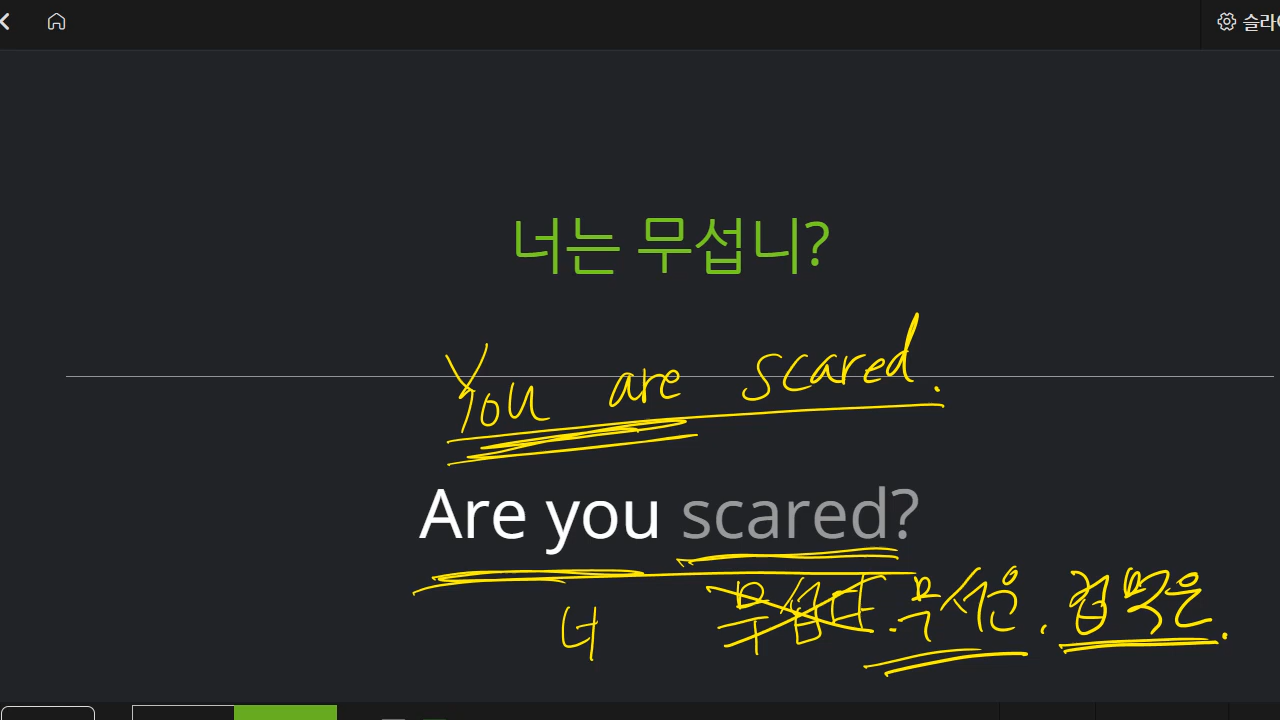 슬라
너는 무섭니?
You are scared.
Are you scared?
너 무섭다. 무서운. 겁먹은.